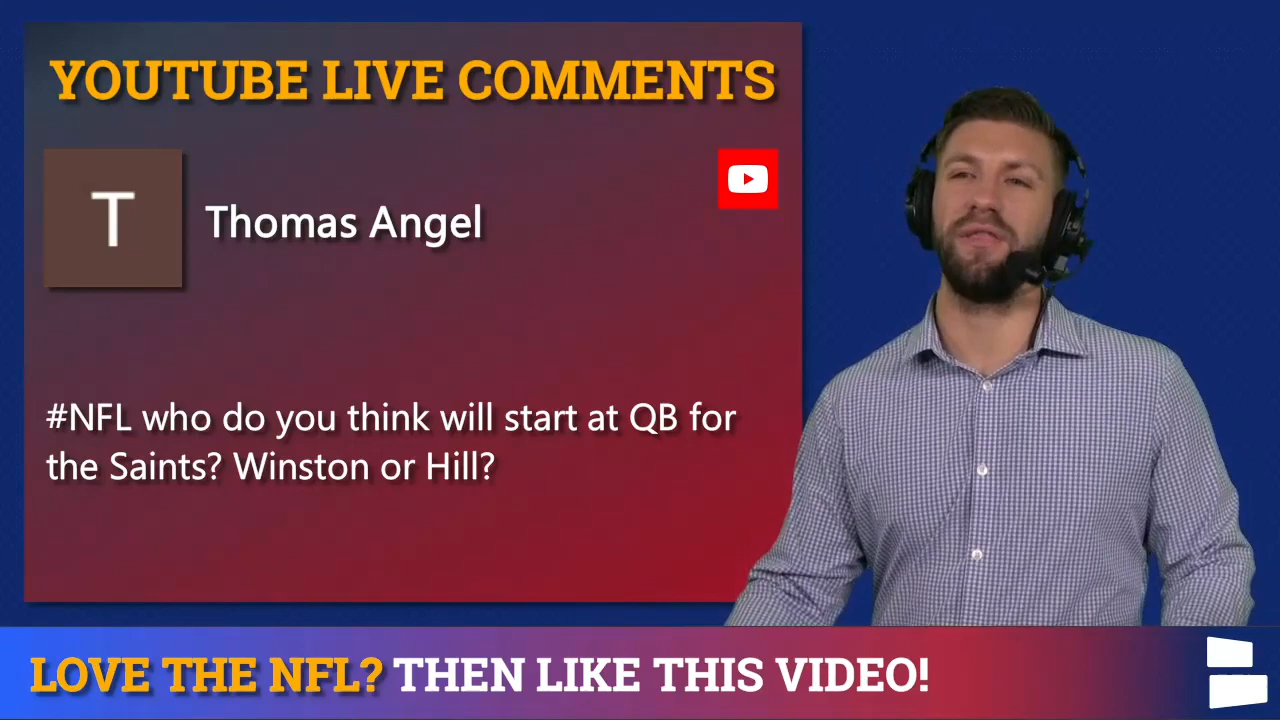 YOUTUBE LIVE COMMENTS
T
Thomas Angel
#NFL who do you think will start at QB for
the Saints? Winston or Hill?
LOVE THE NFL? THEN LIKE THIS VIDEO!